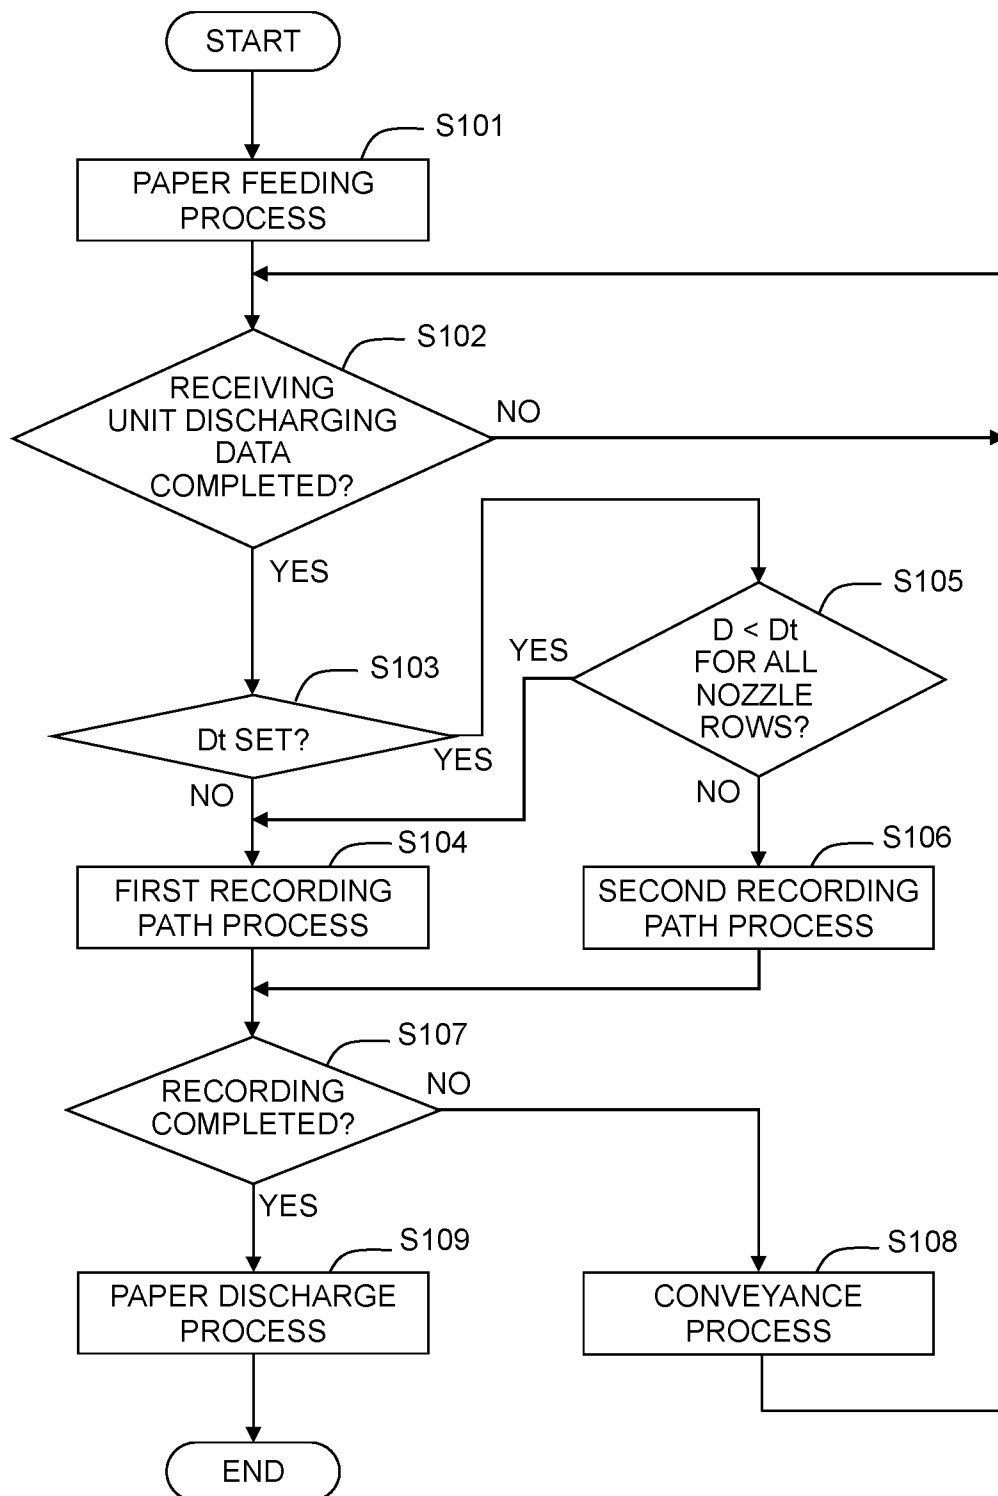 START
S101
PAPER FEEDING
PROCESS
S102
RECEIVING
UNIT DISCHARGING
DATA
COMPLETED?
NO
YES
S103
Dt SET?
YES
NO
S105
D < Dt
FOR ALL
NOZZLE
ROWS?
YES
NO
S104
FIRST RECORDING
PATH PROCESS
S106
SECOND RECORDING
PATH PROCESS
S107
RECORDING
COMPLETED?
NO
YES
S109
PAPER DISCHARGE
PROCESS
S108
CONVEYANCE
PROCESS
END